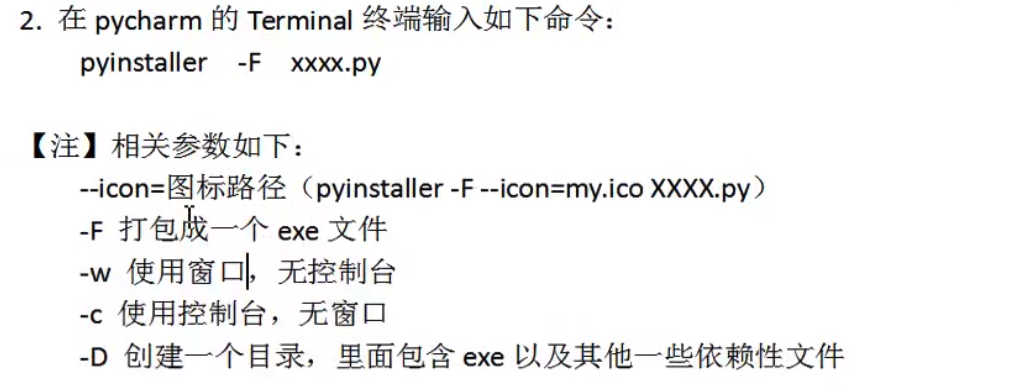 2. 在 pycharm 的 Terminal 终端输入如下命令：
pyinstaller -F xxxx.py
【注】相关参数如下：
--icon=图标路径（pyinstaller -F --icon=my.ico XXXX.py）
-F 打包成一个 exe 文件
-w 使用窗口，无控制台
-c 使用控制台，无窗口
-D 创建一个目录，里面包含 exe 以及其他一些依赖性文件